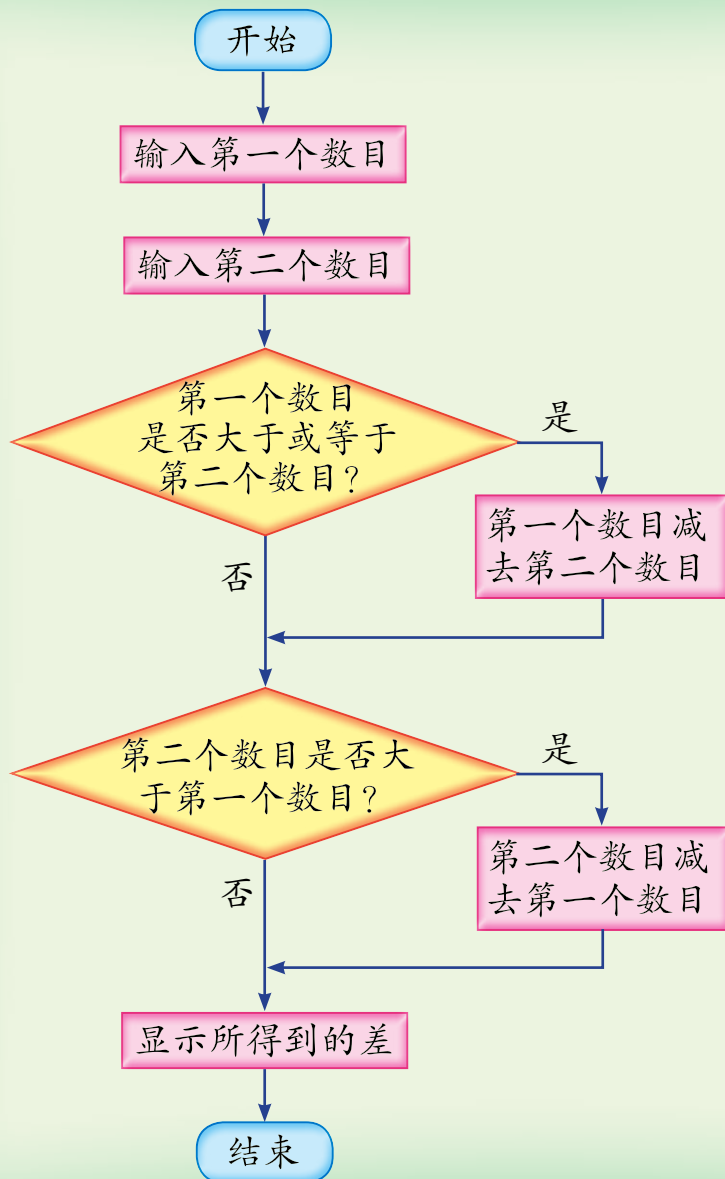 开始
输入第一个数目
输入第二个数目
第一个数目
是否大于或等于
第二个数目？
是
第一个数目减
去第二个数目
否
第二个数目是否大
于第一个数目？
是
第二个数目减
去第一个数目
否
显示所得到的差
结束